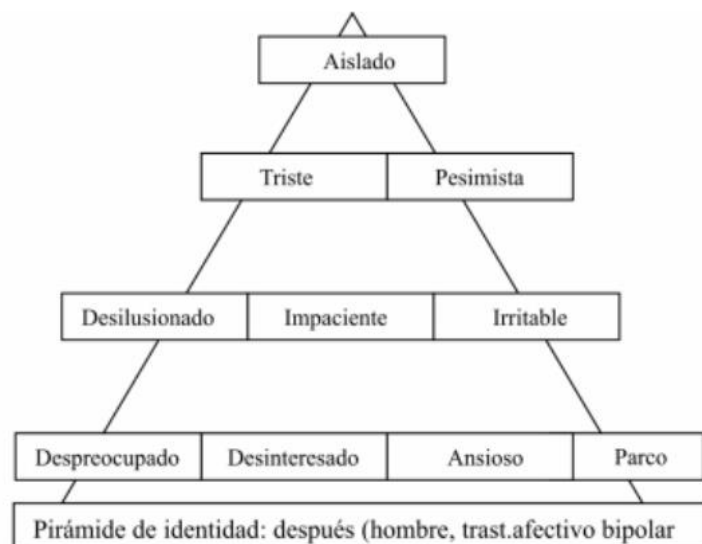 Aislado
Triste Pesimista
Desilusionado Impaciente Irritable
Despreocupado Desinteresado Ansioso Parco
Pirámide de identidad: después (hombre, trast.afectivo bipolar